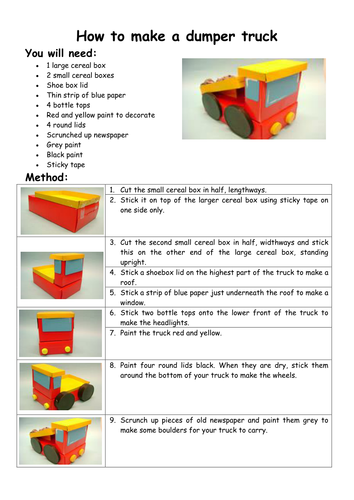 How to make a dumper truck
You will need:
• 1 large cereal box
• 2 small cereal boxes
• Shoe box lid
• Thin strip of blue paper
• 4 bottle tops
• Red and yellow paint to decorate
• 4 round lids
• Scrunched up newspaper
• Grey paint
• Black paint
• Sticky tape
Method:
1. Cut the small cereal box in half, lengthways.
2. Stick it on top of the larger cereal box using sticky tape on
one side only.
3. Cut the second small cereal box in half, widthways and stick
this on the other end of the large cereal box, standing
upright.
4. Stick a shoebox lid on the highest part of the truck to make a
roof.
5. Stick a strip of blue paper just underneath the roof to make a
window.
6. Stick two bottle tops onto the lower front of the truck to
make the headlights.
7. Paint the truck red and yellow.
8. Paint four round lids black. When they are dry, stick them
around the bottom of your truck to make the wheels.
9. Scrunch up pieces of old newspaper and paint them grey to
make some boulders for your truck to carry.